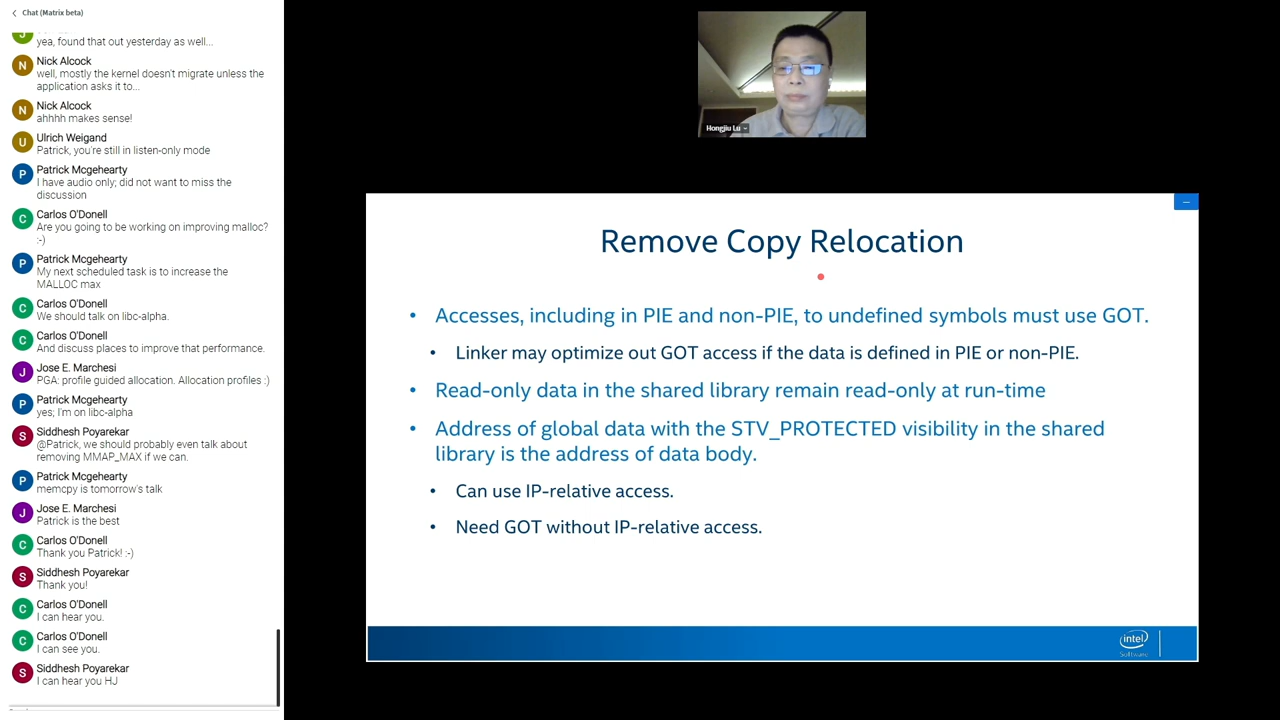 Chat (Matrix beta)
yea, found that out yesterday as well...
Nick Alcock
well, mostly the kernel doesn't migrate unless the
application asks it to...
Nick Alcock
ahhhh makes sense!
Ulrich Weigand
Patrick, you're still in listen-only mode
Patrick Mcgehearty
I have audio only; did not want to miss the
discussion
Carlos O'Donell
Are you going to be working on improving malloc?
:-)
Patrick Mcgehearty
My next scheduled task is to increase the
MALLOC max
Carlos O'Donell
We should talk on libc-alpha.
Carlos O'Donell
And discuss places to improve that performance.
Jose E. Marchesi
PGA: profile guided allocation. Allocation profiles :)
Patrick Mcgehearty
yes; I'm on libc-alpha
Siddhesh Poyarekar
@Patrick, we should probably even talk about
removing MMAP_MAX if we can.
Patrick Mcgehearty
memcpy is tomorrow's talk
Jose E. Marchesi
Patrick is the best
Carlos O'Donell
Thank you Patrick! :-)
Siddhesh Poyarekar
Thank you!
Carlos O'Donell
I can hear you.
Carlos O'Donell
I can see you.
Siddhesh Poyarekar
I can hear you HJ
Hongjiu Lu
Remove Copy Relocation
• Accesses, including in PIE and non-PIE, to undefined symbols must use GOT.
• Linker may optimize out GOT access if the data is defined in PIE or non-PIE.
• Read-only data in the shared library remain read-only at run-time
• Address of global data with the STV_PROTECTED visibility in the shared
library is the address of data body.
• Can use IP-relative access.
• Need GOT without IP-relative access.
intel
Software